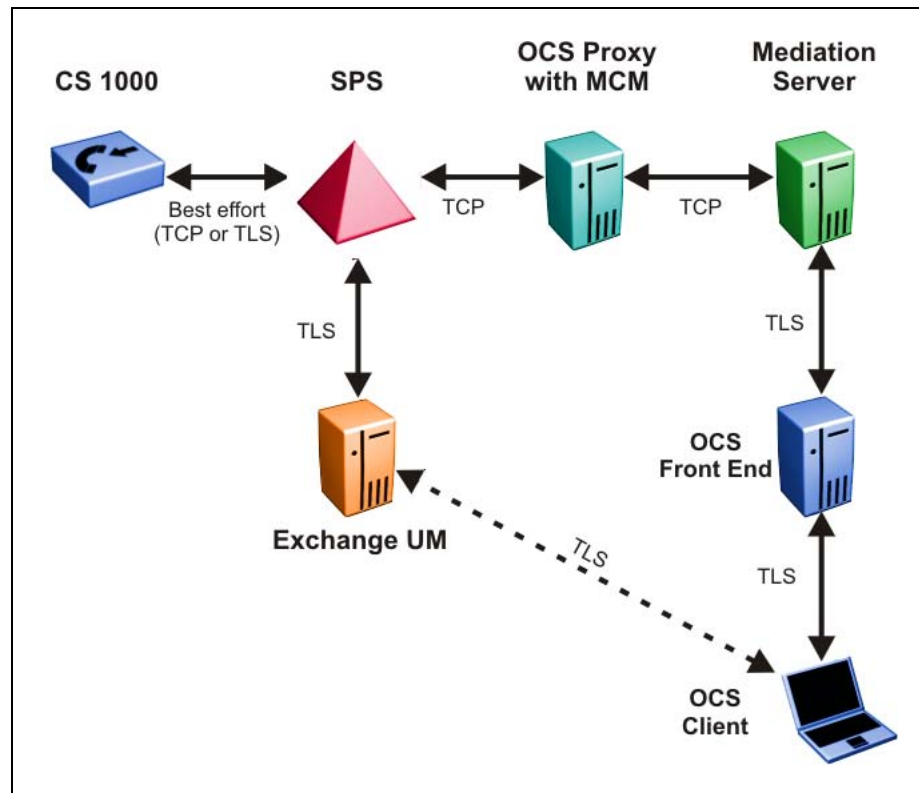 CS 1000
SPS
OCS Proxy
with MCM
Mediation
Server
Best effort
(TCP or TLS)
TCP
TCP
TLS
TLS
OCS
Front End
Exchange UM
TLS
TLS
OCS
Client